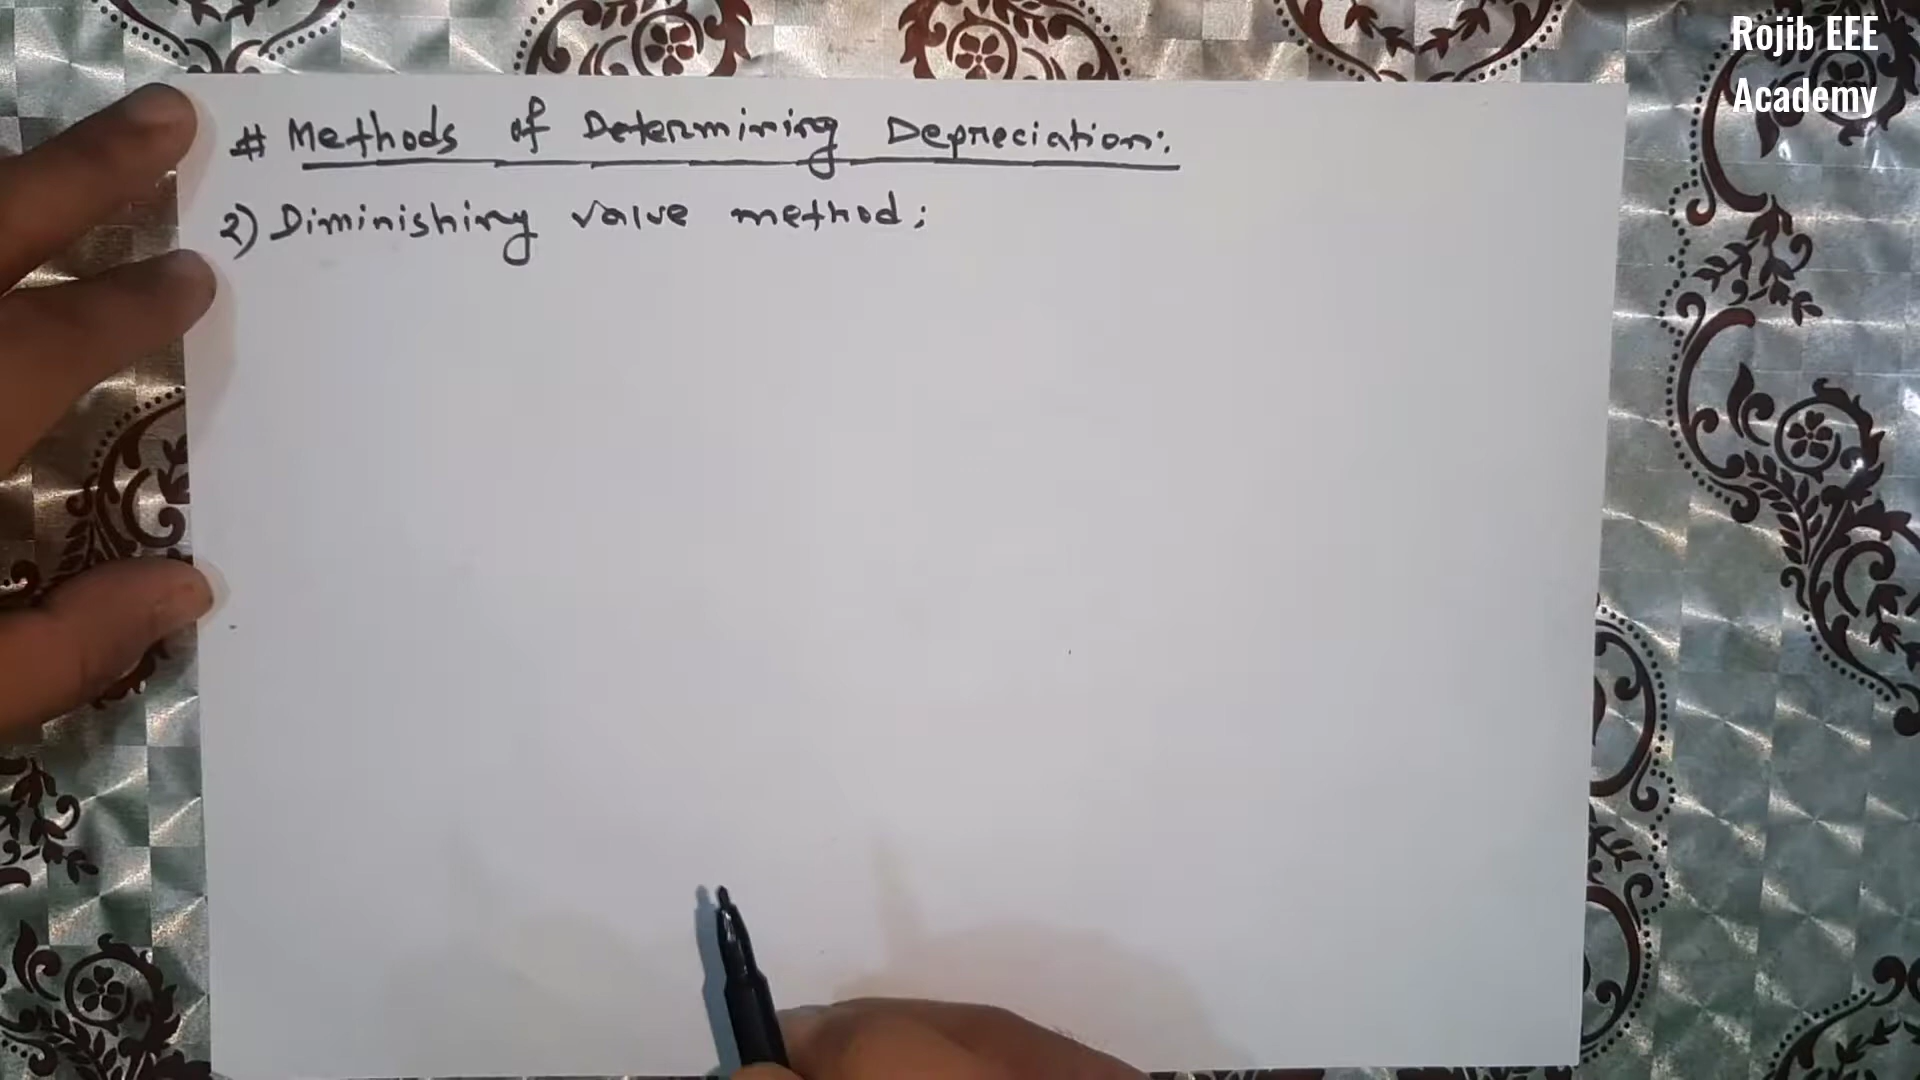 Rojib EEE
Academy
# Methods of Determining Depreciation:
2) Diminishing value method;